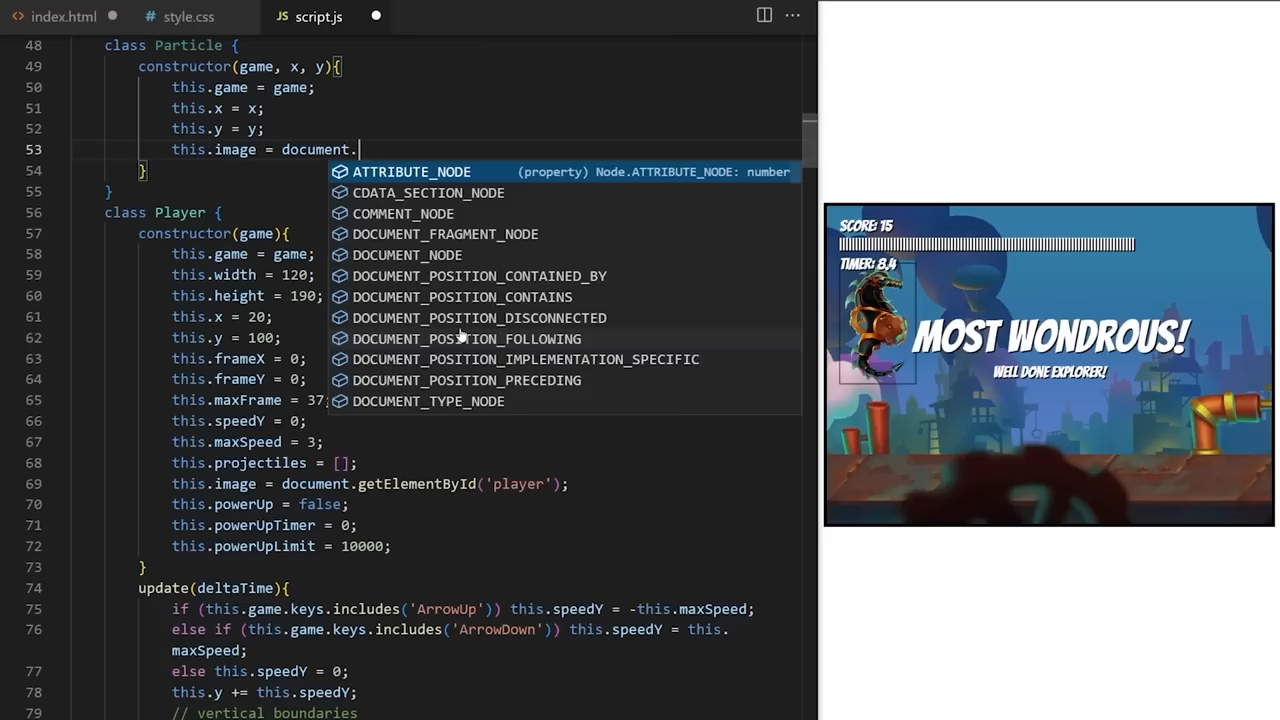 index.html
style.css
script.js
48 class Particle {
49 constructor(game, x, y){
50 this.game = game;
51 this.x = x;
52 this.y = y;
53 this.image = document.
54 }
55 }
56 class Player {
57 constructor(game){
58 this.game = game;
59 this.width = 120;
60 this.height = 190;
61 this.x = 20;
62 this.y = 100;
63 this.frameX = 0;
64 this.frameY = 0;
65 this.maxFrame = 37;
66 this.speedY = 0;
67 this.maxSpeed = 3;
68 this.projectiles = [];
69 this.image = document.getElementById('player');
70 this.powerUp = false;
71 this.powerUpTimer = 0;
72 this.powerUpLimit = 10000;
73 }
74 update(deltaTime){
75 if (this.game.keys.includes('ArrowUp')) this.speedY = -this.maxSpeed;
76 else if (this.game.keys.includes('ArrowDown')) this.speedY = this.
maxSpeed;
77 else this.speedY = 0;
78 this.y += this.speedY;
79 // vertical boundaries
ATTRIBUTE_NODE (property) Node.ATTRIBUTE_NODE: number
CDATA_SECTION_NODE
COMMENT_NODE
DOCUMENT_FRAGMENT_NODE
DOCUMENT_NODE
DOCUMENT_POSITION_CONTAINED_BY
DOCUMENT_POSITION_CONTAINS
DOCUMENT_POSITION_DISCONNECTED
DOCUMENT_POSITION_FOLLOWING
DOCUMENT_POSITION_IMPLEMENTATION_SPECIFIC
DOCUMENT_POSITION_PRECEDING
DOCUMENT_TYPE_NODE
SCORE: 15
TIMER: 8.4
MOST WONDROUS!
WELL DONE EXPLORER!